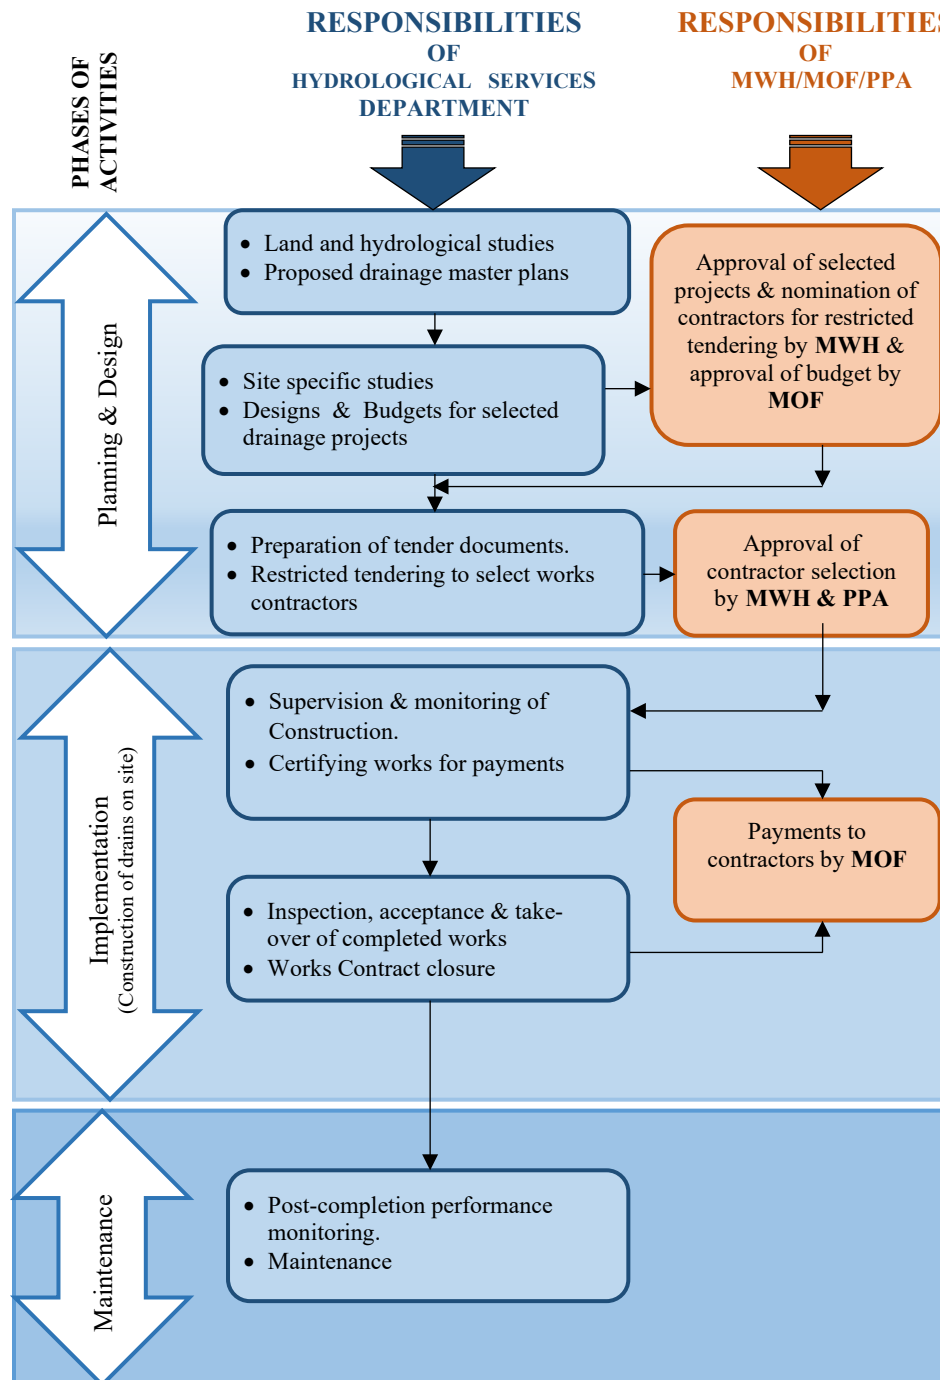 PHASES OF
ACTIVITIES
RESPONSIBILITIES
OF
HYDROLOGICAL SERVICES
DEPARTMENT
RESPONSIBILITIES
OF
MWH/MOF/PPA
Planning & Design
• Land and hydrological studies
• Proposed drainage master plans
Approval of selected
projects & nomination of
contractors for restricted
tendering by MWH &
approval of budget by
MOF
• Site specific studies
• Designs & Budgets for selected
drainage projects
• Preparation of tender documents.
• Restricted tendering to select works
contractors
Approval of
contractor selection
by MWH & PPA
Implementation
(Construction of drains on site)
• Supervision & monitoring of
Construction.
• Certifying works for payments
Payments to
contractors by MOF
• Inspection, acceptance & take-
over of completed works
• Works Contract closure
Maintenance
• Post-completion performance
monitoring.
• Maintenance